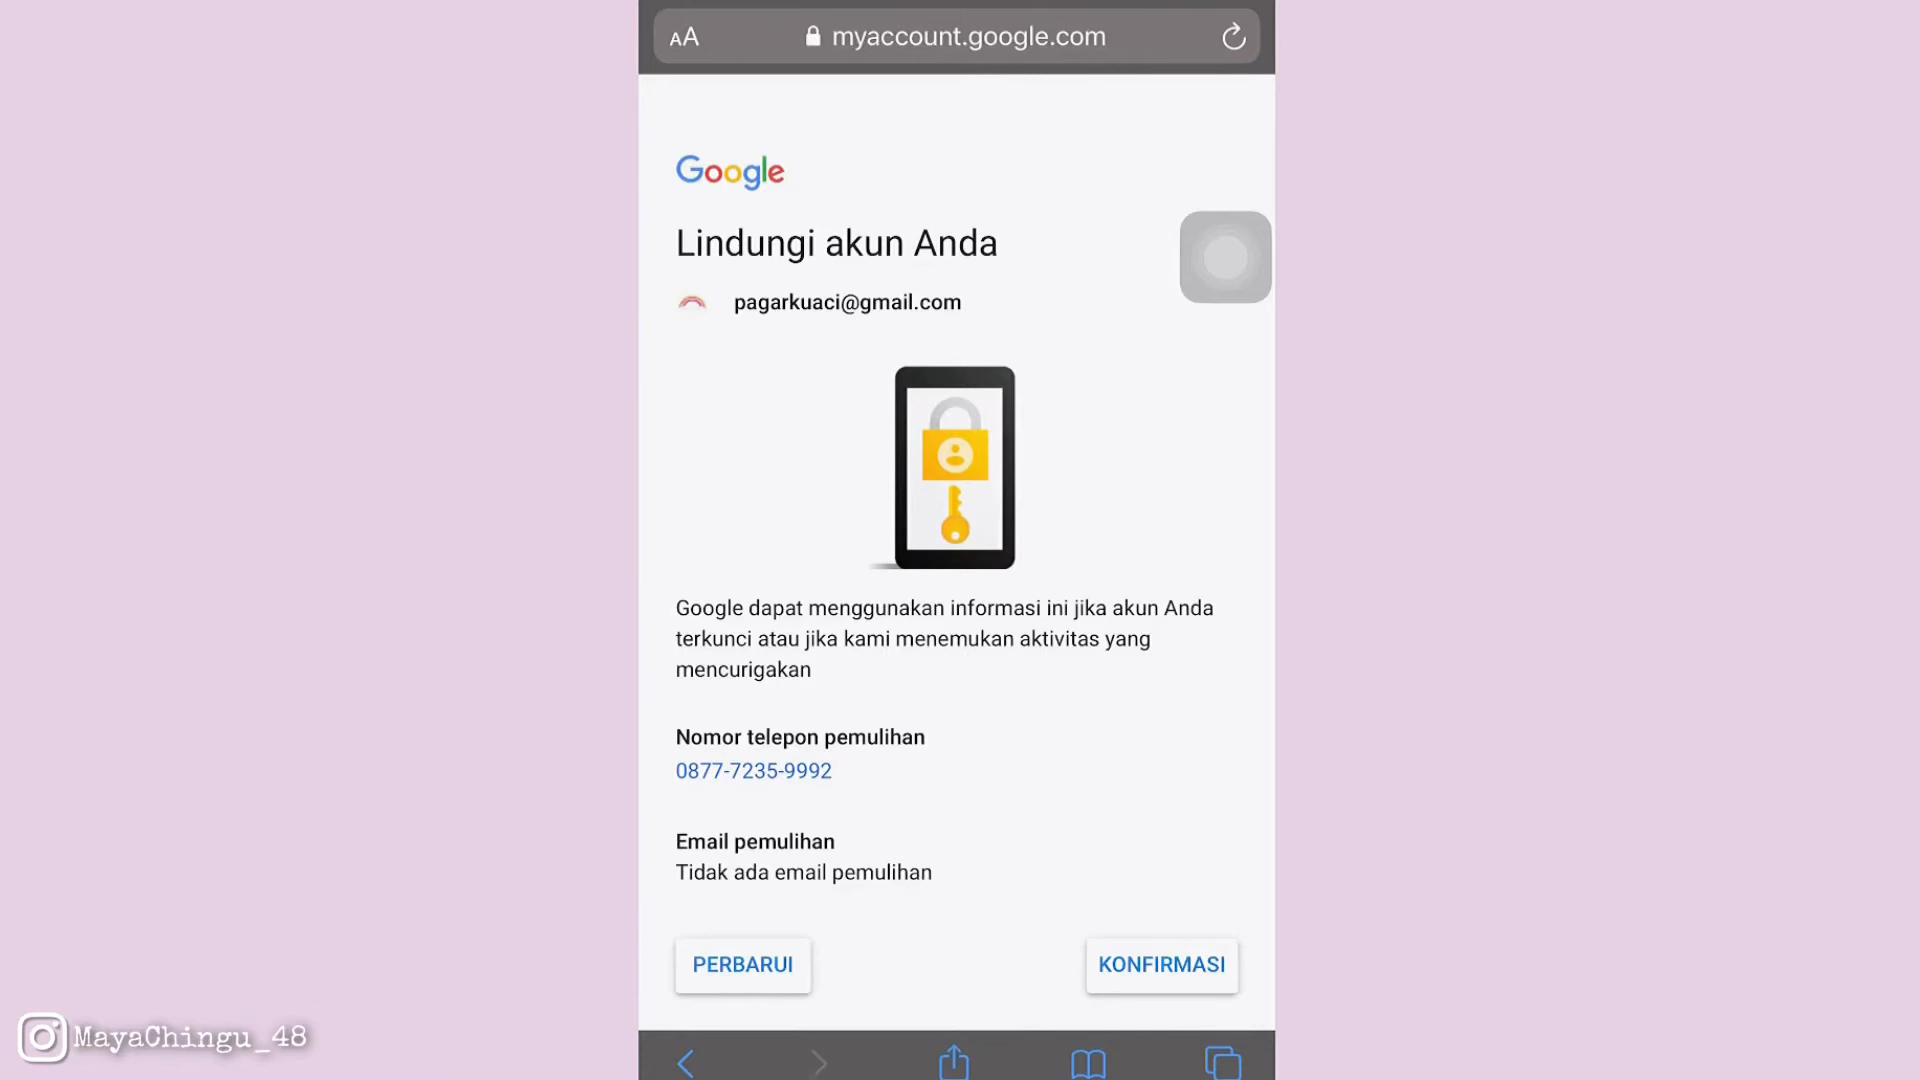 AA myaccount.google.com
Google
Lindungi akun Anda
pagarkuaci@gmail.com
Google dapat menggunakan informasi ini jika akun Anda
terkunci atau jika kami menemukan aktivitas yang
mencurigakan
Nomor telepon pemulihan
0877-7235-9992
Email pemulihan
Tidak ada email pemulihan
PERBARUI KONFIRMASI
MayaChingu_48